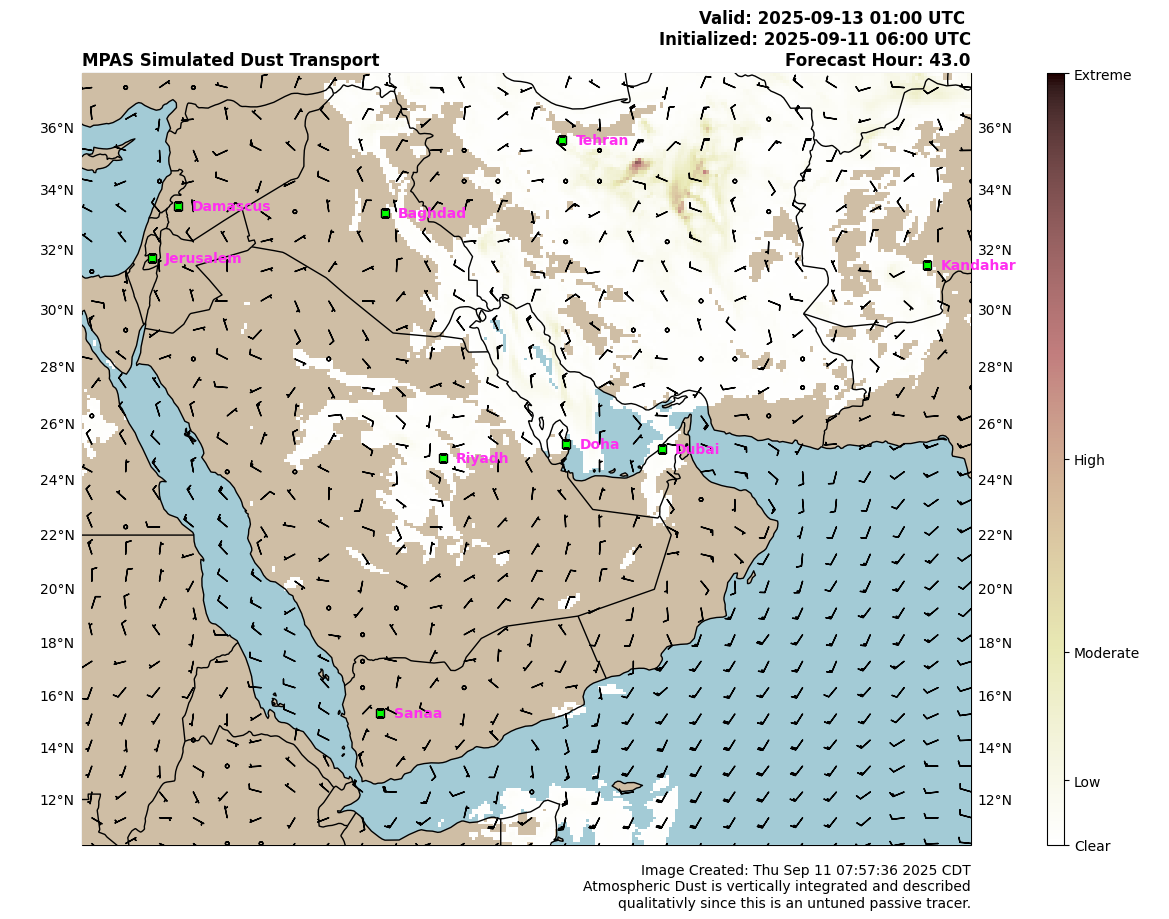 Valid: 2025-09-13 01:00 UTC
Initialized: 2025-09-11 06:00 UTC
MPAS Simulated Dust Transport
Forecast Hour: 43.0
Extreme
36°N
36°N
Tehran
34°N
34°N
Damascus
Baghdad
32°N
32°N
Jerusalem
Kandahar
30°N
30°N
28°N
28°N
26°N
26°N
Doha
Dubai
Riyadh
High
24°N
24°N
22°N
22°N
20°N
20°N
18°N
18°N
Moderate
16°N
16°N
Sanaa
14°N
14°N
Low
12°N
12°N
Clear
Image Created: Thu Sep 11 07:57:36 2025 CDT
Atmospheric Dust is vertically integrated and described
qualitativly since this is an untuned passive tracer.